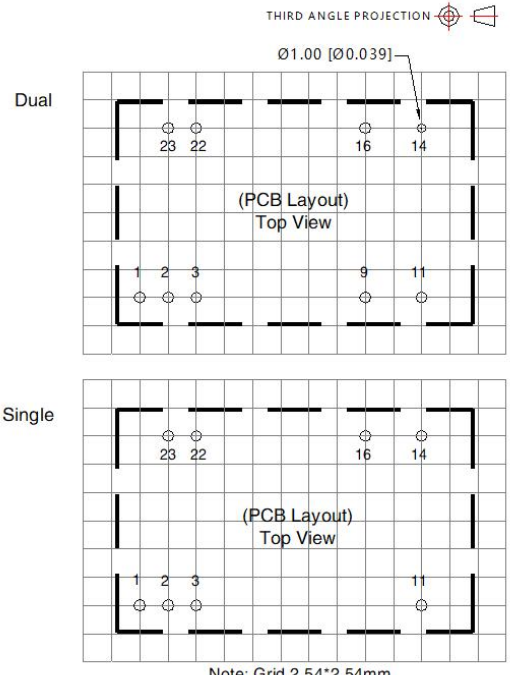 THIRD ANGLE PROJECTION
Ø1.00 [Ø0.039]
Dual
23 22 16 14
(PCB Layout)
Top View
1 2 3 9 11
Single
23 22 16 14
(PCB Layout)
Top View
1 2 3 11
Note: Grid 2.54*2.54mm